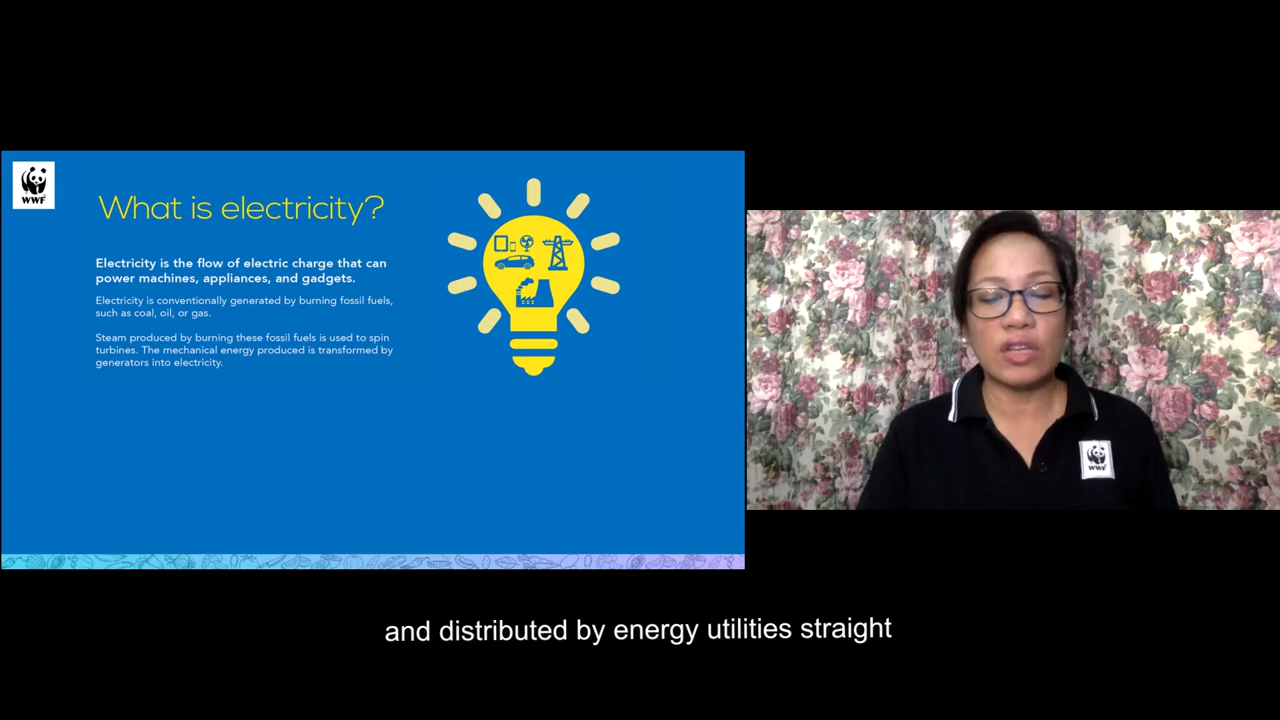 WWF
What is electricity?
Electricity is the flow of electric charge that can
power machines, appliances, and gadgets.
Electricity is conventionally generated by burning fossil fuels,
such as coal, oil, or gas.
Steam produced by burning these fossil fuels is used to spin
turbines. The mechanical energy produced is transformed by
generators into electricity.
WWF
and distributed by energy utilities straight